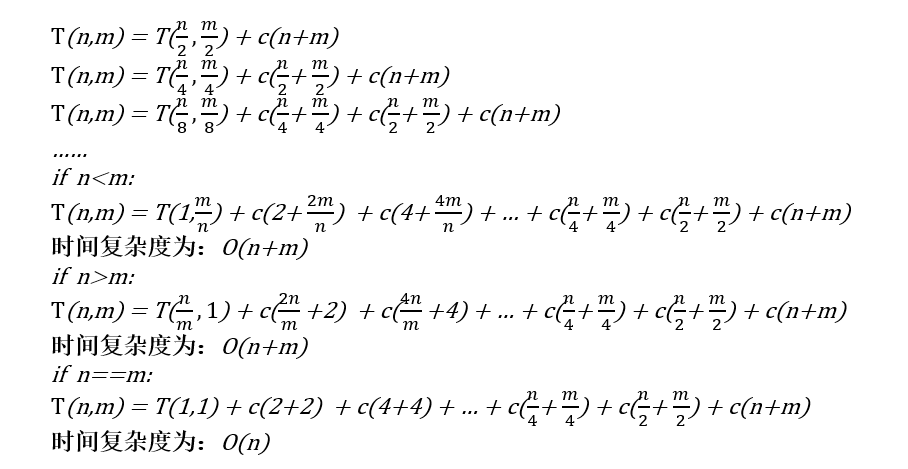 T(n,m) = T(n/2, m/2) + c(n+m)
T(n,m) = T(n/4, m/4) + c(n/2+m/2) + c(n+m)
T(n,m) = T(n/8, m/8) + c(n/4+m/4) + c(n/2+m/2) + c(n+m)
......
if n<m:
T(n,m) = T(1,m/n) + c(2+2m/n) + c(4+4m/n) + ... + c(n/4+m/4) + c(n/2+m/2) + c(n+m)
时间复杂度为：O(n+m)
if n>m:
T(n,m) = T(n/m, 1) + c(2n/m +2) + c(4n/m +4) + ... + c(n/4+m/4) + c(n/2+m/2) + c(n+m)
时间复杂度为：O(n+m)
if n==m:
T(n,m) = T(1,1) + c(2+2) + c(4+4) + ... + c(n/4+m/4) + c(n/2+m/2) + c(n+m)
时间复杂度为：O(n)